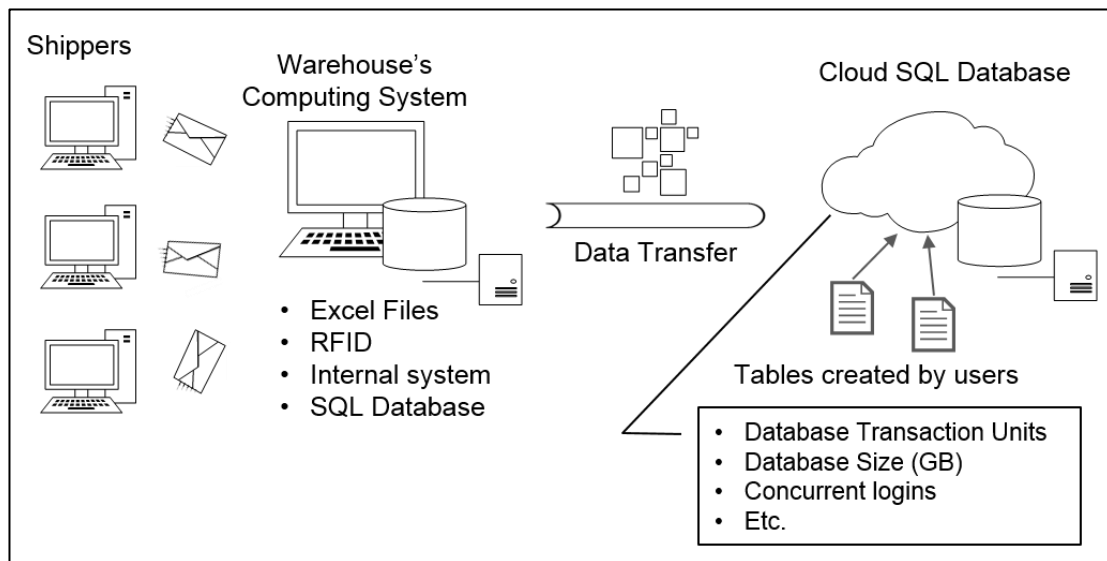 Shippers
Warehouse's
Computing System
• Excel Files
• RFID
• Internal system
• SQL Database
Data Transfer
Cloud SQL Database
Tables created by users
• Database Transaction Units
• Database Size (GB)
• Concurrent logins
• Etc.